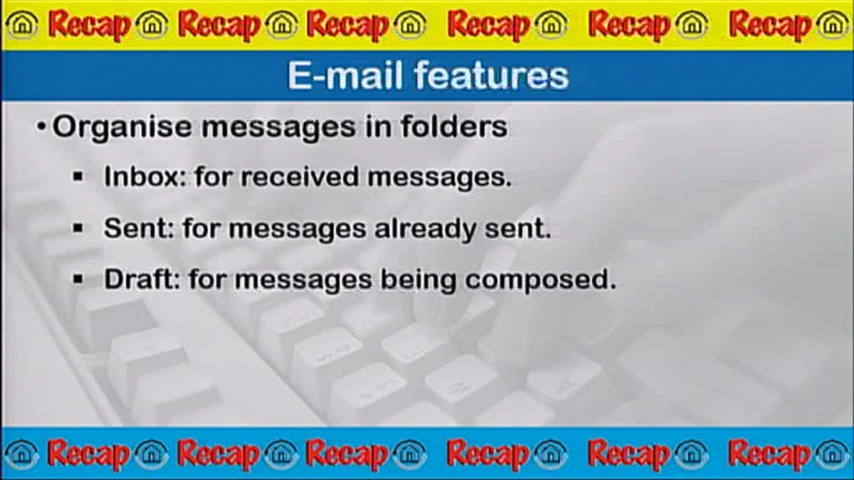 Recap Recap Recap Recap Recap Recap
E-mail features
• Organise messages in folders
▪ Inbox: for received messages.
▪ Sent: for messages already sent.
▪ Draft: for messages being composed.
Recap Recap Recap Recap Recap Recap